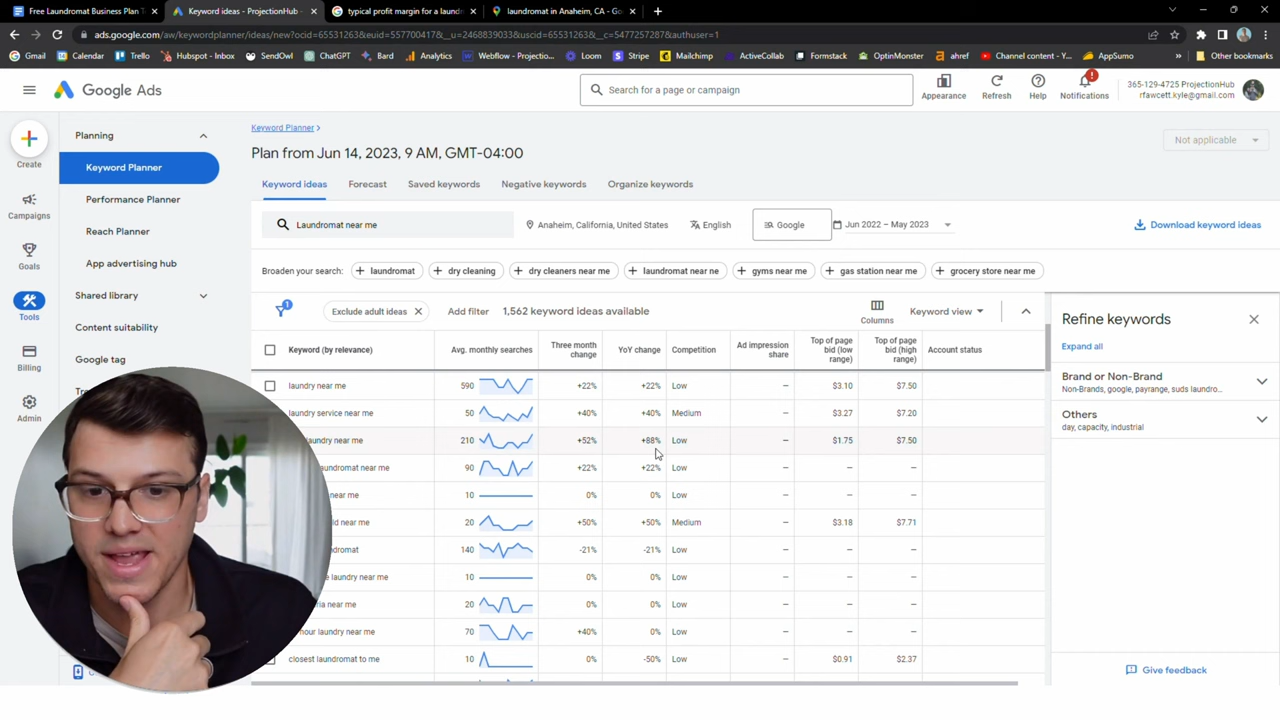 Free Laundromat Business Plan T
Keyword ideas - ProjectionHub -
typical profit margin for a laundr
laundromat in Anaheim, CA - Go
ads.google.com/aw/keywordplanner/ideas/new?ocid=65531263&euid=557700417&__u=2468839033&uscid=65531263&__c=5477257287&authuser=1
Gmail
Calendar
Trello
Hubspot - Inbox
SendOwl
ChatGPT
Bard
Analytics
Webflow - Projectio...
Loom
Stripe
Mailchimp
ActiveCollab
Formstack
OptinMonster
ahref
Channel content - Y...
AppSumo
Other bookmarks
Google Ads
Search for a page or campaign
Appearance
Refresh
Help
Notifications
365-129-4725 ProjectionHub
rfawcett.kyle@gmail.com
Create
Campaigns
Goals
Tools
Billing
Admin
Planning
Keyword Planner
Performance Planner
Reach Planner
App advertising hub
Shared library
Content suitability
Google tag
Keyword Planner
Plan from Jun 14, 2023, 9 AM, GMT-04:00
Not applicable
Keyword ideas
Forecast
Saved keywords
Negative keywords
Organize keywords
Laundromat near me
Anaheim, California, United States
English
Google
Jun 2022 – May 2023
Download keyword ideas
Broaden your search:
laundromat
dry cleaning
dry cleaners near me
laundromat near ne
gyms near me
gas station near me
grocery store near me
1
Exclude adult ideas
Add filter
1,562 keyword ideas available
Columns
Keyword view
Keyword (by relevance)
Avg. monthly searches
Three month change
YoY change
Competition
Ad impression share
Top of page bid (low range)
Top of page bid (high range)
Account status
laundry near me 590 +22% +22% Low – $3.10 $7.50
laundry service near me 50 +40% +40% Medium – $3.27 $7.20
laundry near me 210 +52% +88% Low – $1.75 $7.50
laundromat near me 90 +22% +22% Low – – –
near me 10 0% 0% Low – – –
near me 20 +50% +50% Medium – $3.18 $7.71
140 -21% -21% Low – – –
laundry near me 10 0% 0% Low – – –
near me 20 0% 0% Low – – –
hour laundry near me 70 +40% 0% Low – – –
closest laundromat to me 10 0% -50% Low – $0.91 $2.37
Refine keywords
Expand all
Brand or Non-Brand
Non-Brands, google, payrange, suds laundro...
Others
day, capacity, industrial
Give feedback